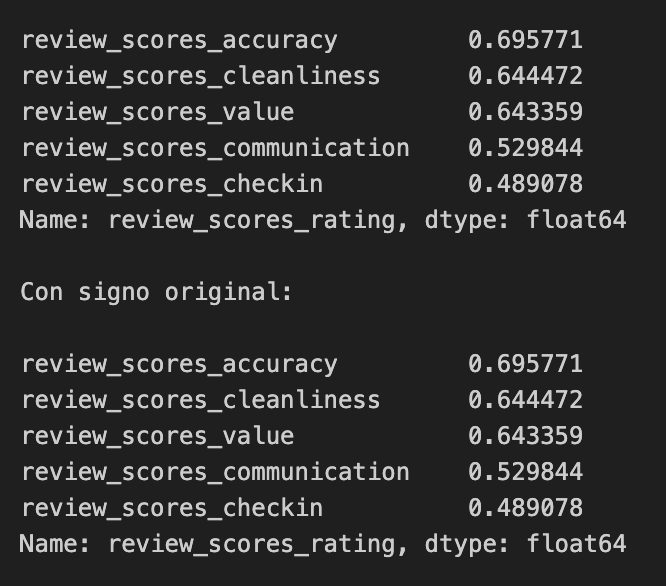 review_scores_accuracy         0.695771
review_scores_cleanliness      0.644472
review_scores_value            0.643359
review_scores_communication    0.529844
review_scores_checkin          0.489078
Name: review_scores_rating, dtype: float64

Con signo original:

review_scores_accuracy         0.695771
review_scores_cleanliness      0.644472
review_scores_value            0.643359
review_scores_communication    0.529844
review_scores_checkin          0.489078
Name: review_scores_rating, dtype: float64